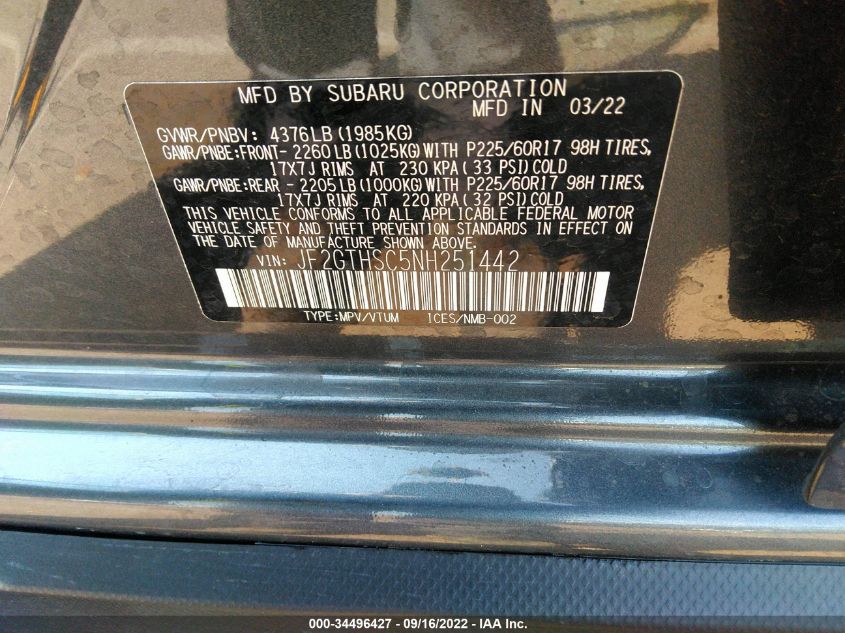 MFD BY SUBARU CORPORATION
MFD IN 03/22
GVWR/PNBV: 4376LB(1985KG)
GAWR/PNBE:FRONT-2260LB(1025KG)WITH P225/60R17 98H TIRES,
17X7J RIMS AT 230 KPA(33 PSI)COLD
GAWR/PNBE:REAR -2205LB(1000KG)WITH P225/60R17 98H TIRES,
17X7J RIMS AT 220 KPA(32 PSI)COLD
THIS VEHICLE CONFORMS TO ALL APPLICABLE FEDERAL MOTOR
VEHICLE SAFETY AND THEFT PREVENTION STANDARDS IN EFFECT
ON THE DATE OF MANUFACTURE SHOWN ABOVE.
VIN: JF2GTHSC5NH251442
TYPE:MPV/VTUM ICES/NMB-002
000-34496427 - 09/16/2022 - IAA Inc.